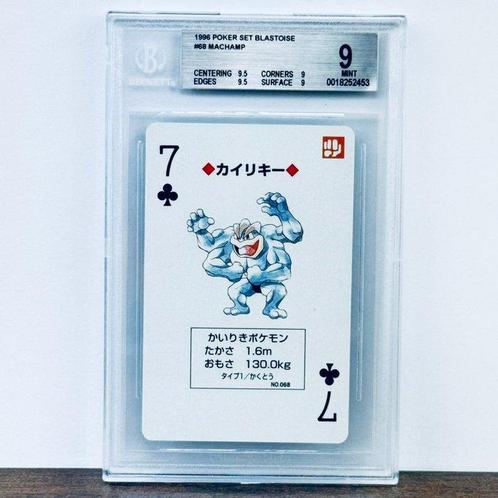 1996 POKER SET BLASTOISE
#68 MACHAMP
CENTERING 9.5 CORNERS 9
EDGES 9.5 SURFACE 9
9
MINT
0018252453
B
BECKETT
7
◆カイリキー◆
かいりきポケモン
たかさ 1.6m
おもさ 130.0kg
タイプ1/かくとう
NO.068
7